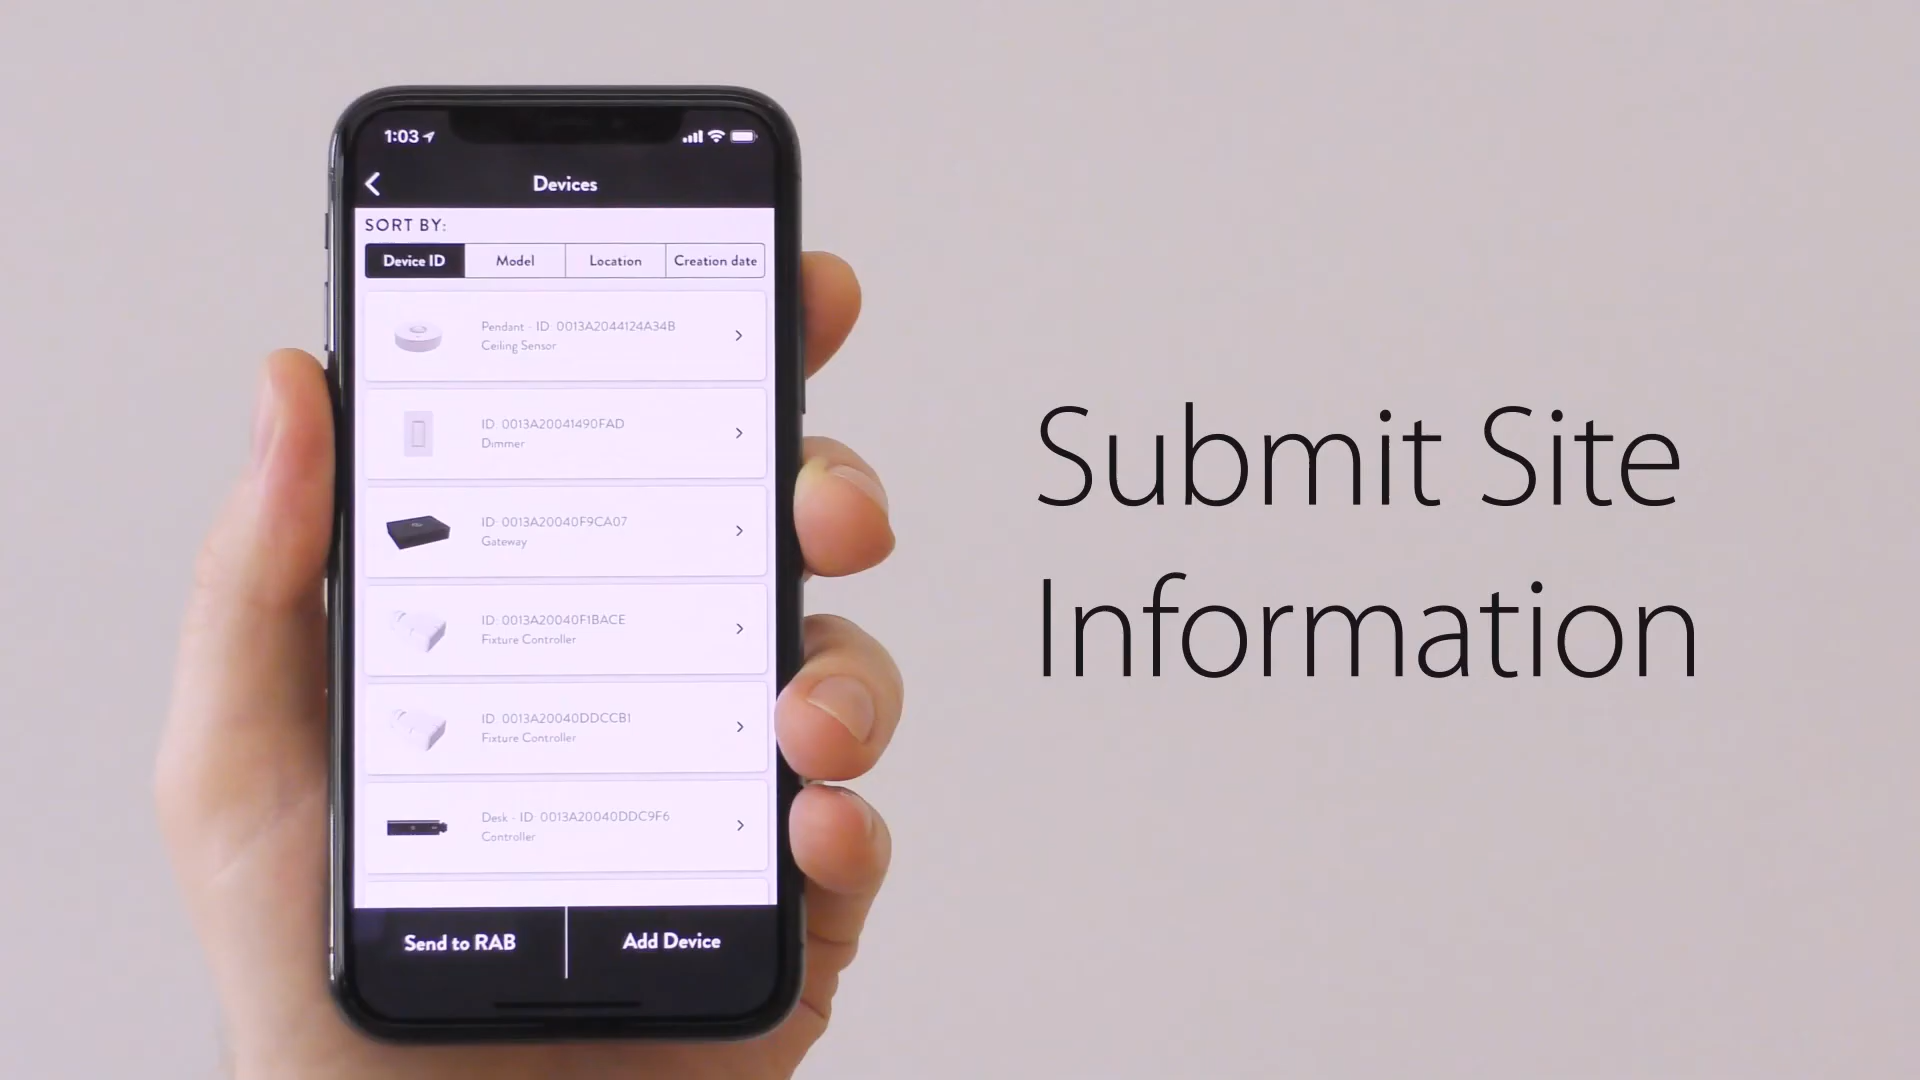 1:03
Devices
SORT BY:
Device ID Model Location Creation date
Pendant - ID: 0013A2044124A34B
Ceiling Sensor
ID: 0013A20041490FAD
Dimmer
ID: 0013A20040F9CA07
Gateway
ID: 0013A20040F1BACE
Fixture Controller
ID: 0013A20040DDCCB1
Fixture Controller
Desk - ID: 0013A20040DDC9F6
Controller
Send to RAB Add Device
Submit Site
Information